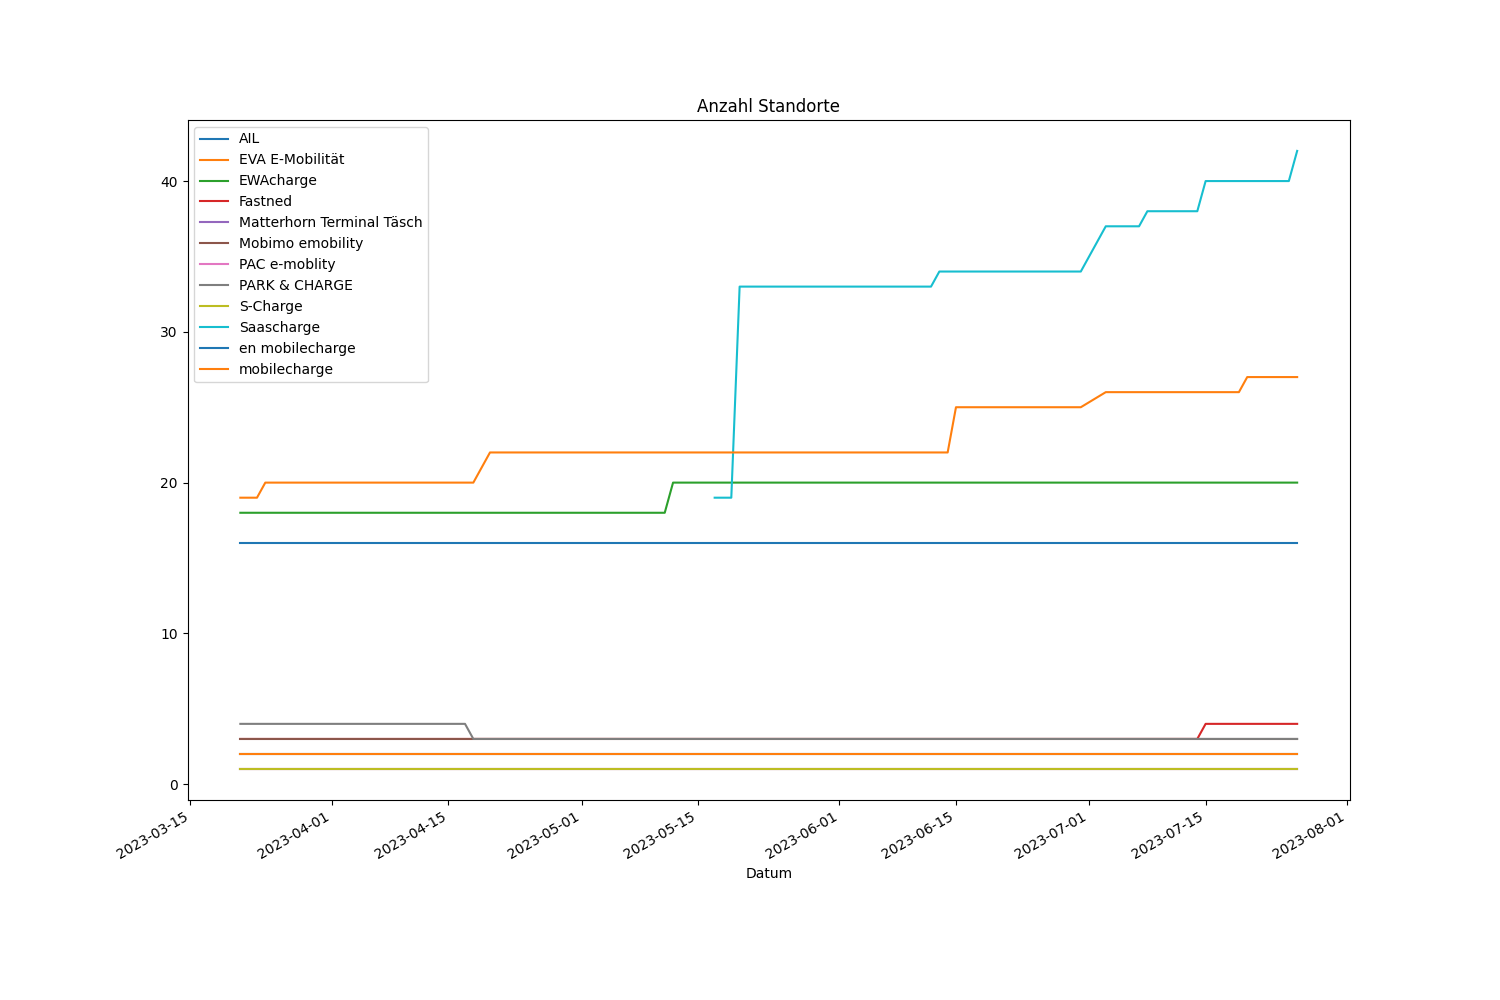 Anzahl Standorte
AIL
EVA E-Mobilität
EWAcharge
Fastned
Matterhorn Terminal Täsch
Mobimo emobility
PAC e-moblity
PARK & CHARGE
S-Charge
Saascharge
en mobilecharge
mobilecharge
40
30
20
10
0
2023-03-15
2023-04-01
2023-04-15
2023-05-01
2023-05-15
2023-06-01
2023-06-15
2023-07-01
2023-07-15
2023-08-01
Datum